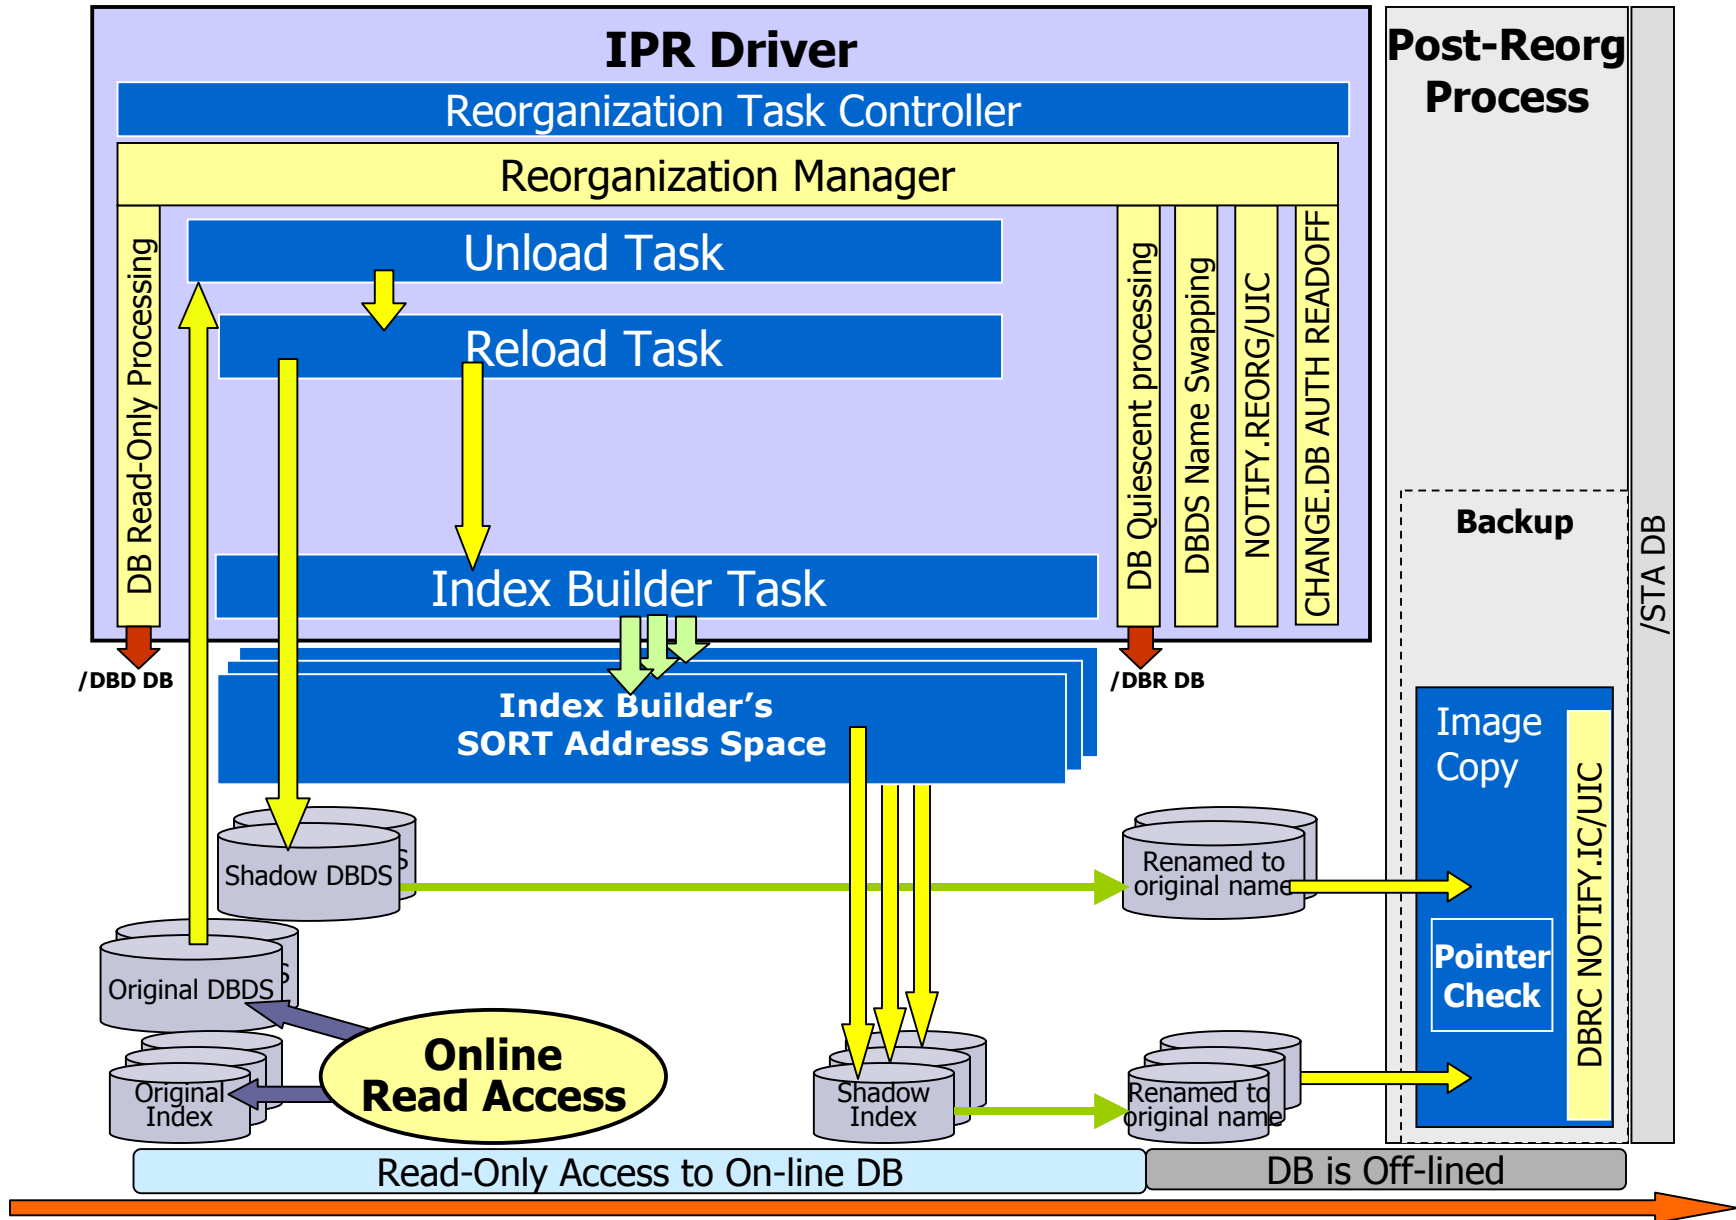 IPR Driver
Post-Reorg
Process
Reorganization Task Controller
Reorganization Manager
DB Read-Only Processing
Unload Task
Reload Task
Index Builder Task
DB Quiescent processing
DBDS Name Swapping
NOTIFY.REORG/UIC
CHANGE.DB AUTH READOFF
/STA DB
Backup
/DBD DB
/DBR DB
Index Builder's
SORT Address Space
Image
Copy
DBRC NOTIFY.IC/UIC
Pointer
Check
Shadow DBDS
S
Renamed to
original name
Original DBDS
S
Online
Read Access
Original
Index
Shadow
Index
Renamed to
original name
Read-Only Access to On-line DB
DB is Off-lined